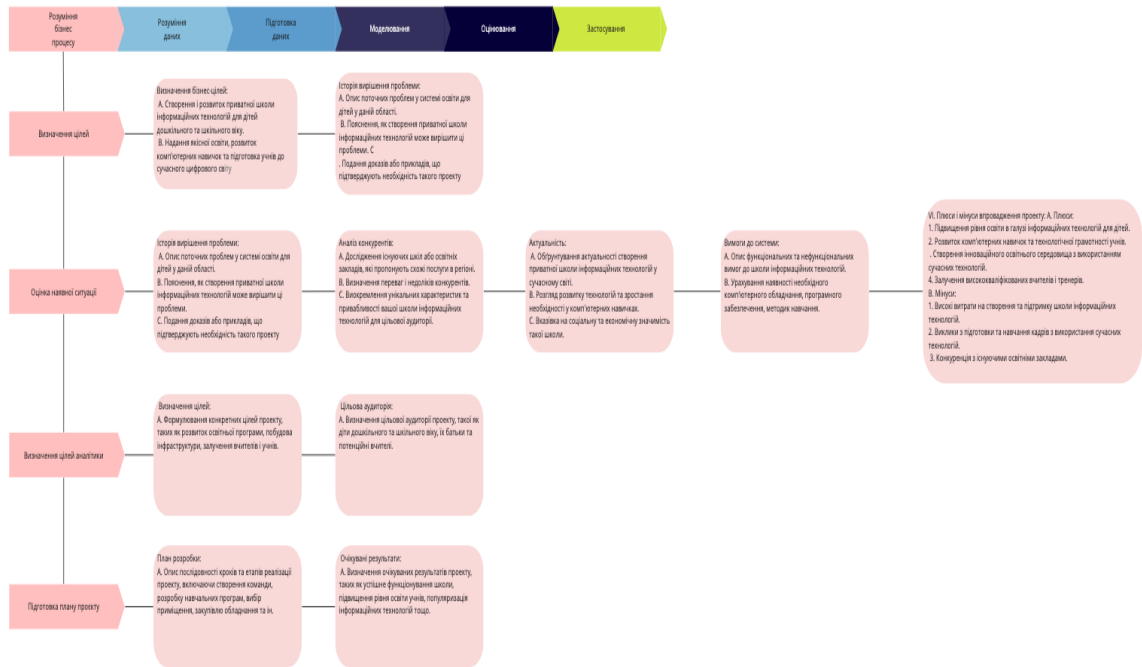 Розуміння
бізнес
процесу
Розуміння
даних
Підготовка
даних
Моделювання
Оцінювання
Застосування
Визначення цілей
Визначення бізнес-цілей:
А. Створення і розвиток приватної школи
інформаційних технологій для дітей
дошкільного та шкільного віку.
В. Надання якісної освіти, розвиток
комп'ютерних навичок та підготовка учнів до
сучасного цифрового світу
Історія вирішення проблеми:
А. Опис поточних проблем у системі освіти для
дітей у даній області.
В. Пояснення, як створення приватної школи
інформаційних технологій може вирішити ці
проблеми. С
. Подання доказів або прикладів, що
підтверджують необхідність такого проекту
Оцінка наявної ситуації
Історія вирішення проблеми:
А. Опис поточних проблем у системі освіти для
дітей у даній області.
В. Пояснення, як створення приватної школи
інформаційних технологій може вирішити ці
проблеми.
С. Подання доказів або прикладів, що
підтверджують необхідність такого проекту
Аналіз конкурентів:
А. Дослідження існуючих шкіл або освітніх
закладів, які пропонують схожі послуги в регіоні.
В. Визначення переваг і недоліків конкурентів.
С. Виокремлення унікальних характеристик та
привабливості вашої школи інформаційних
технологій для цільової аудиторії.
Актуальність:
А. Обґрунтування актуальності створення
приватної школи інформаційних технологій у
сучасному світі.
В. Розгляд розвитку технологій та зростання
необхідності у комп'ютерних навичках.
С. Вказівка на соціальну та економічну значимість
такої школи.
Вимоги до системи:
А. Опис функціональних та нефункціональних
вимог до школи інформаційних технологій.
В. Урахування наявності необхідного
комп'ютерного обладнання, програмного
забезпечення, методик навчання.
VI. Плюси і мінуси впровадження проекту: А. Плюси:
1. Підвищення рівня освіти в галузі інформаційних технологій для дітей.
2. Розвиток комп'ютерних навичок та технологічної грамотності учнів.
. Створення інноваційного освітнього середовища з використанням
сучасних технологій.
4. Залучення висококваліфікованих вчителів і тренерів.
В. Мінуси:
1. Високі витрати на створення та підтримку школи інформаційних
технологій.
2. Виклики з підготовки та навчання кадрів з використання сучасних
технологій.
3. Конкуренція з існуючими освітніми закладами.
Визначення цілей аналітики
Визначення цілей:
А. Формулювання конкретних цілей проекту,
таких як розвиток освітньої програми, побудова
інфраструктури, залучення вчителів і учнів.
Цільова аудиторія:
А. Визначення цільової аудиторії проекту, такої як
діти дошкільного та шкільного віку, їх батьки та
потенційні вчителі.
Підготовка плану проєкту
План розробки:
А. Опис послідовності кроків та етапів реалізації
проекту, включаючи створення команди,
розробку навчальних програм, вибір
приміщення, закупівлю обладнання та ін.
Очікувані результати:
А. Визначення очікуваних результатів проекту,
таких як успішне функціонування школи,
підвищення рівня освіти учнів, популяризація
інформаційних технологій тощо.